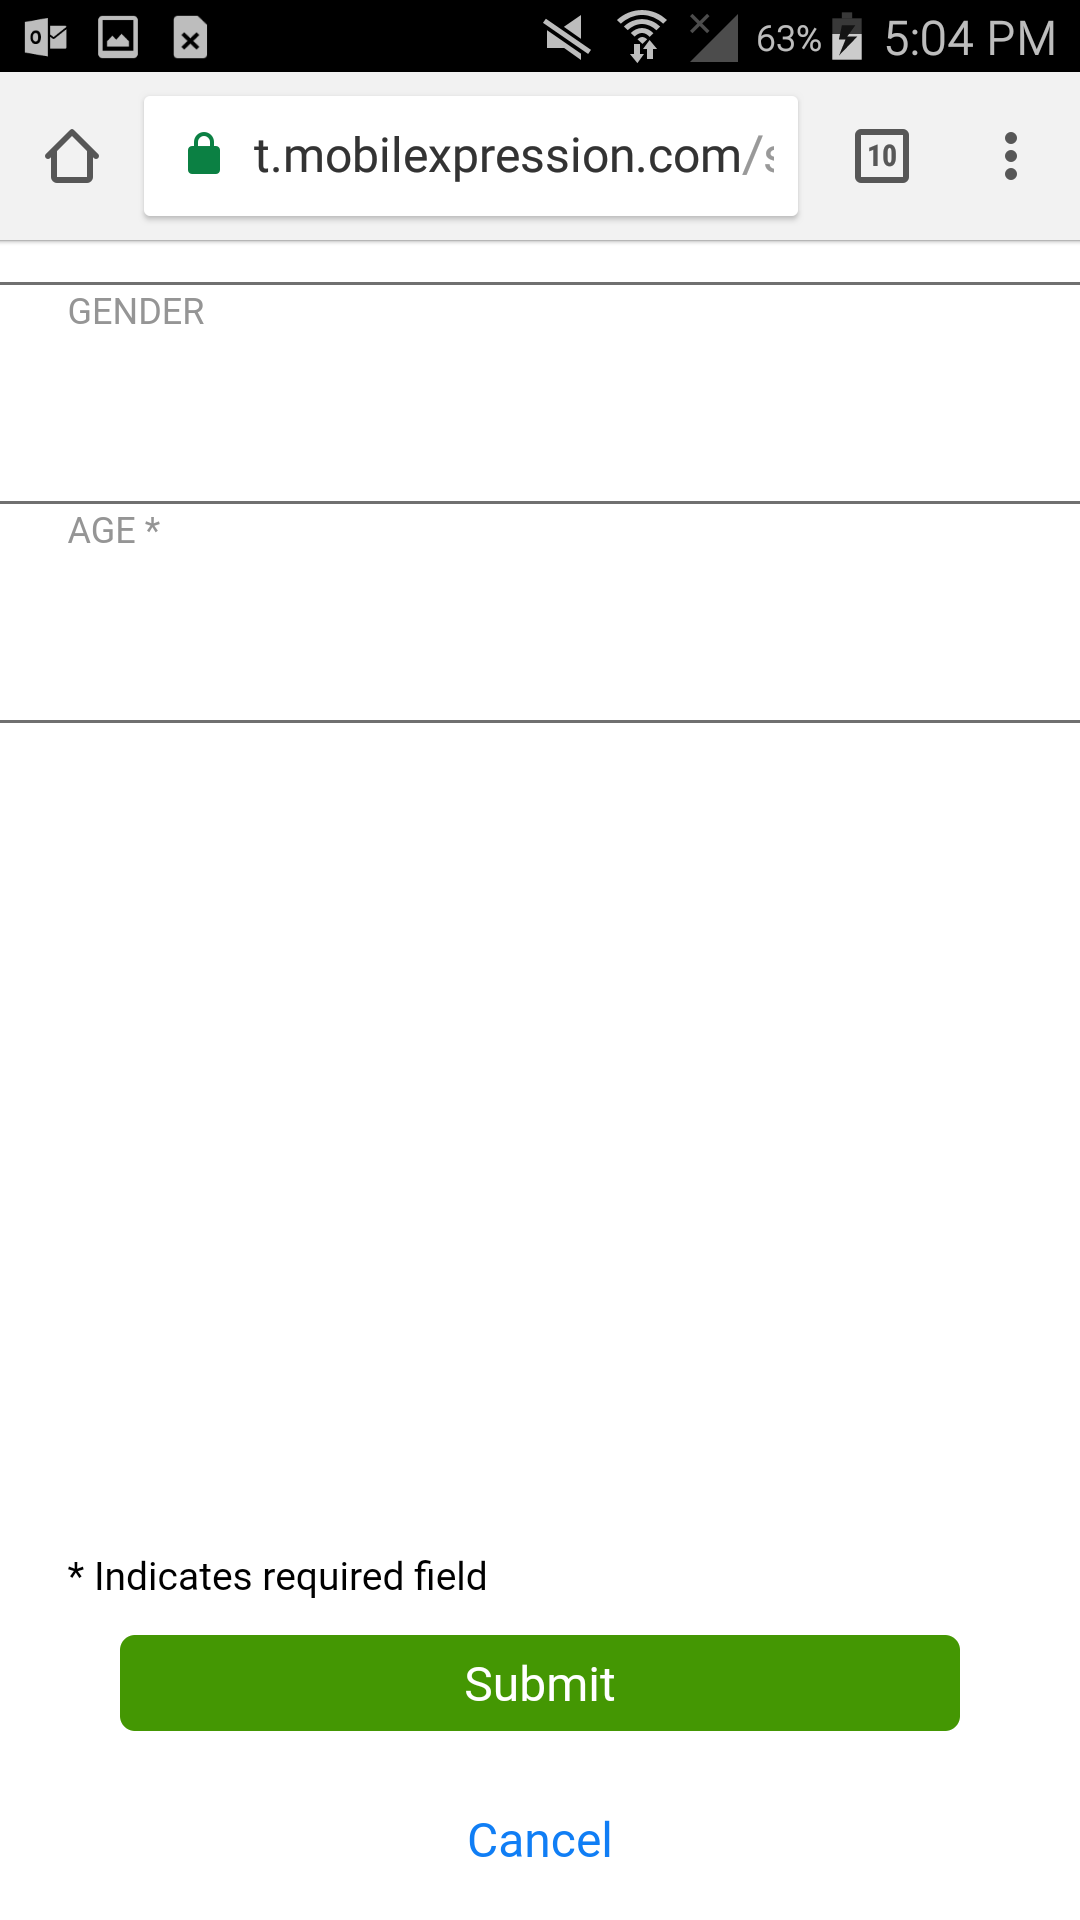 63% 5:04 PM
t.mobilexpression.com/s
10
GENDER
AGE *
* Indicates required field
Submit
Cancel